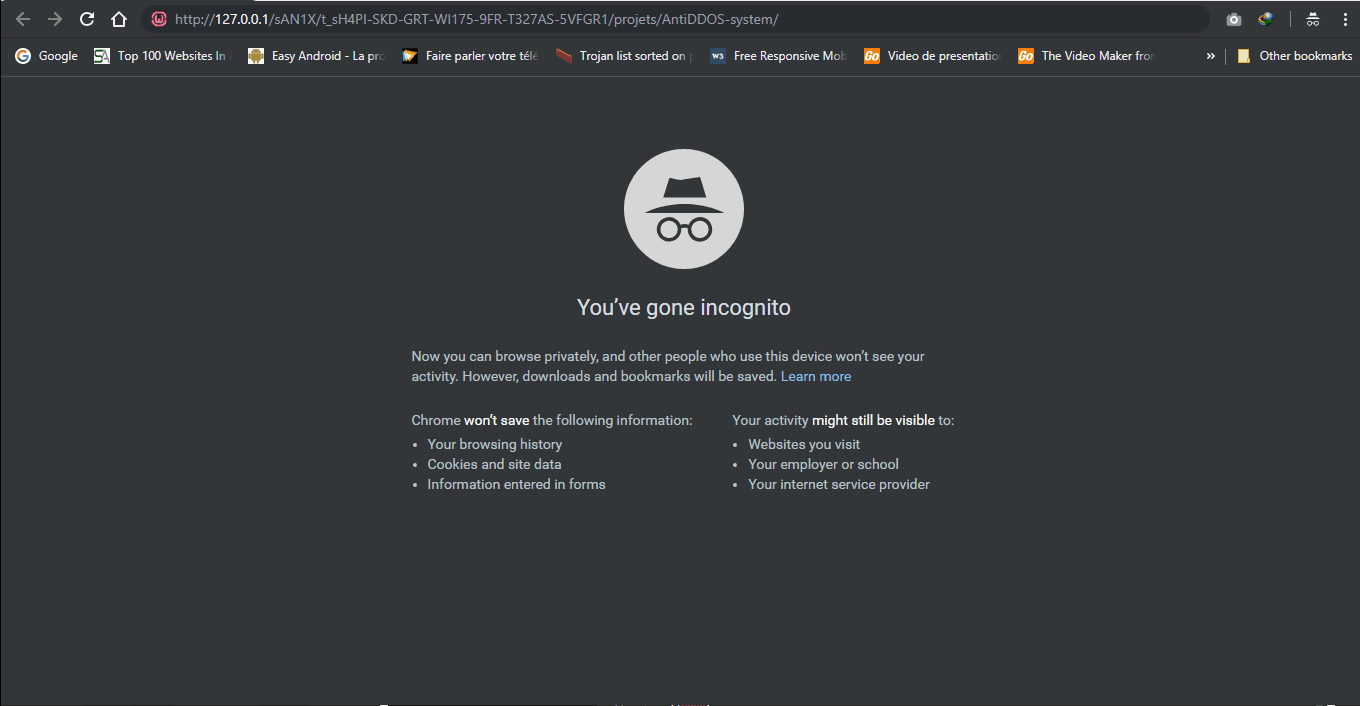 http://127.0.0.1/sAN1X/t_sH4PI-SKD-GRT-WI175-9FR-T327AS-5VFGR1/projets/AntiDDOS-system/
Google Top 100 Websites In Easy Android - La pro Faire parler votre télé Trojan list sorted on Free Responsive Mob Video de presentation The Video Maker from » Other bookmarks
You've gone incognito
Now you can browse privately, and other people who use this device won't see your
activity. However, downloads and bookmarks will be saved. Learn more
Chrome won't save the following information:
• Your browsing history
• Cookies and site data
• Information entered in forms
Your activity might still be visible to:
• Websites you visit
• Your employer or school
• Your internet service provider